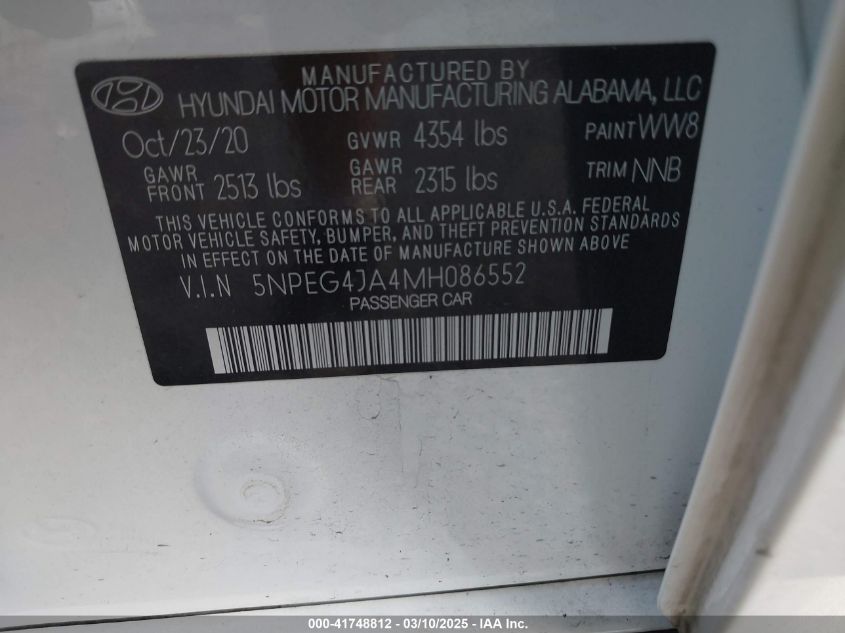 MANUFACTURED BY
HYUNDAI MOTOR MANUFACTURING ALABAMA, LLC
Oct/23/20 GVWR 4354 lbs PAINT WW8
GAWR FRONT 2513 lbs GAWR REAR 2315 lbs TRIM NNB
THIS VEHICLE CONFORMS TO ALL APPLICABLE U.S.A. FEDERAL
MOTOR VEHICLE SAFETY, BUMPER, AND THEFT PREVENTION STANDARDS
IN EFFECT ON THE DATE OF MANUFACTURE SHOWN ABOVE
V.I.N 5NPEG4JA4MH086552
PASSENGER CAR
000-41748812 - 03/10/2025 - IAA Inc.